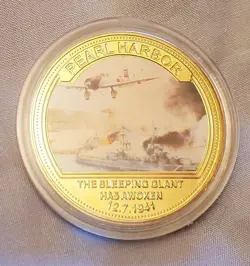 PEARL HARBOR
THE SLEEPING GIANT
HAS AWOKEN
12.7.1941